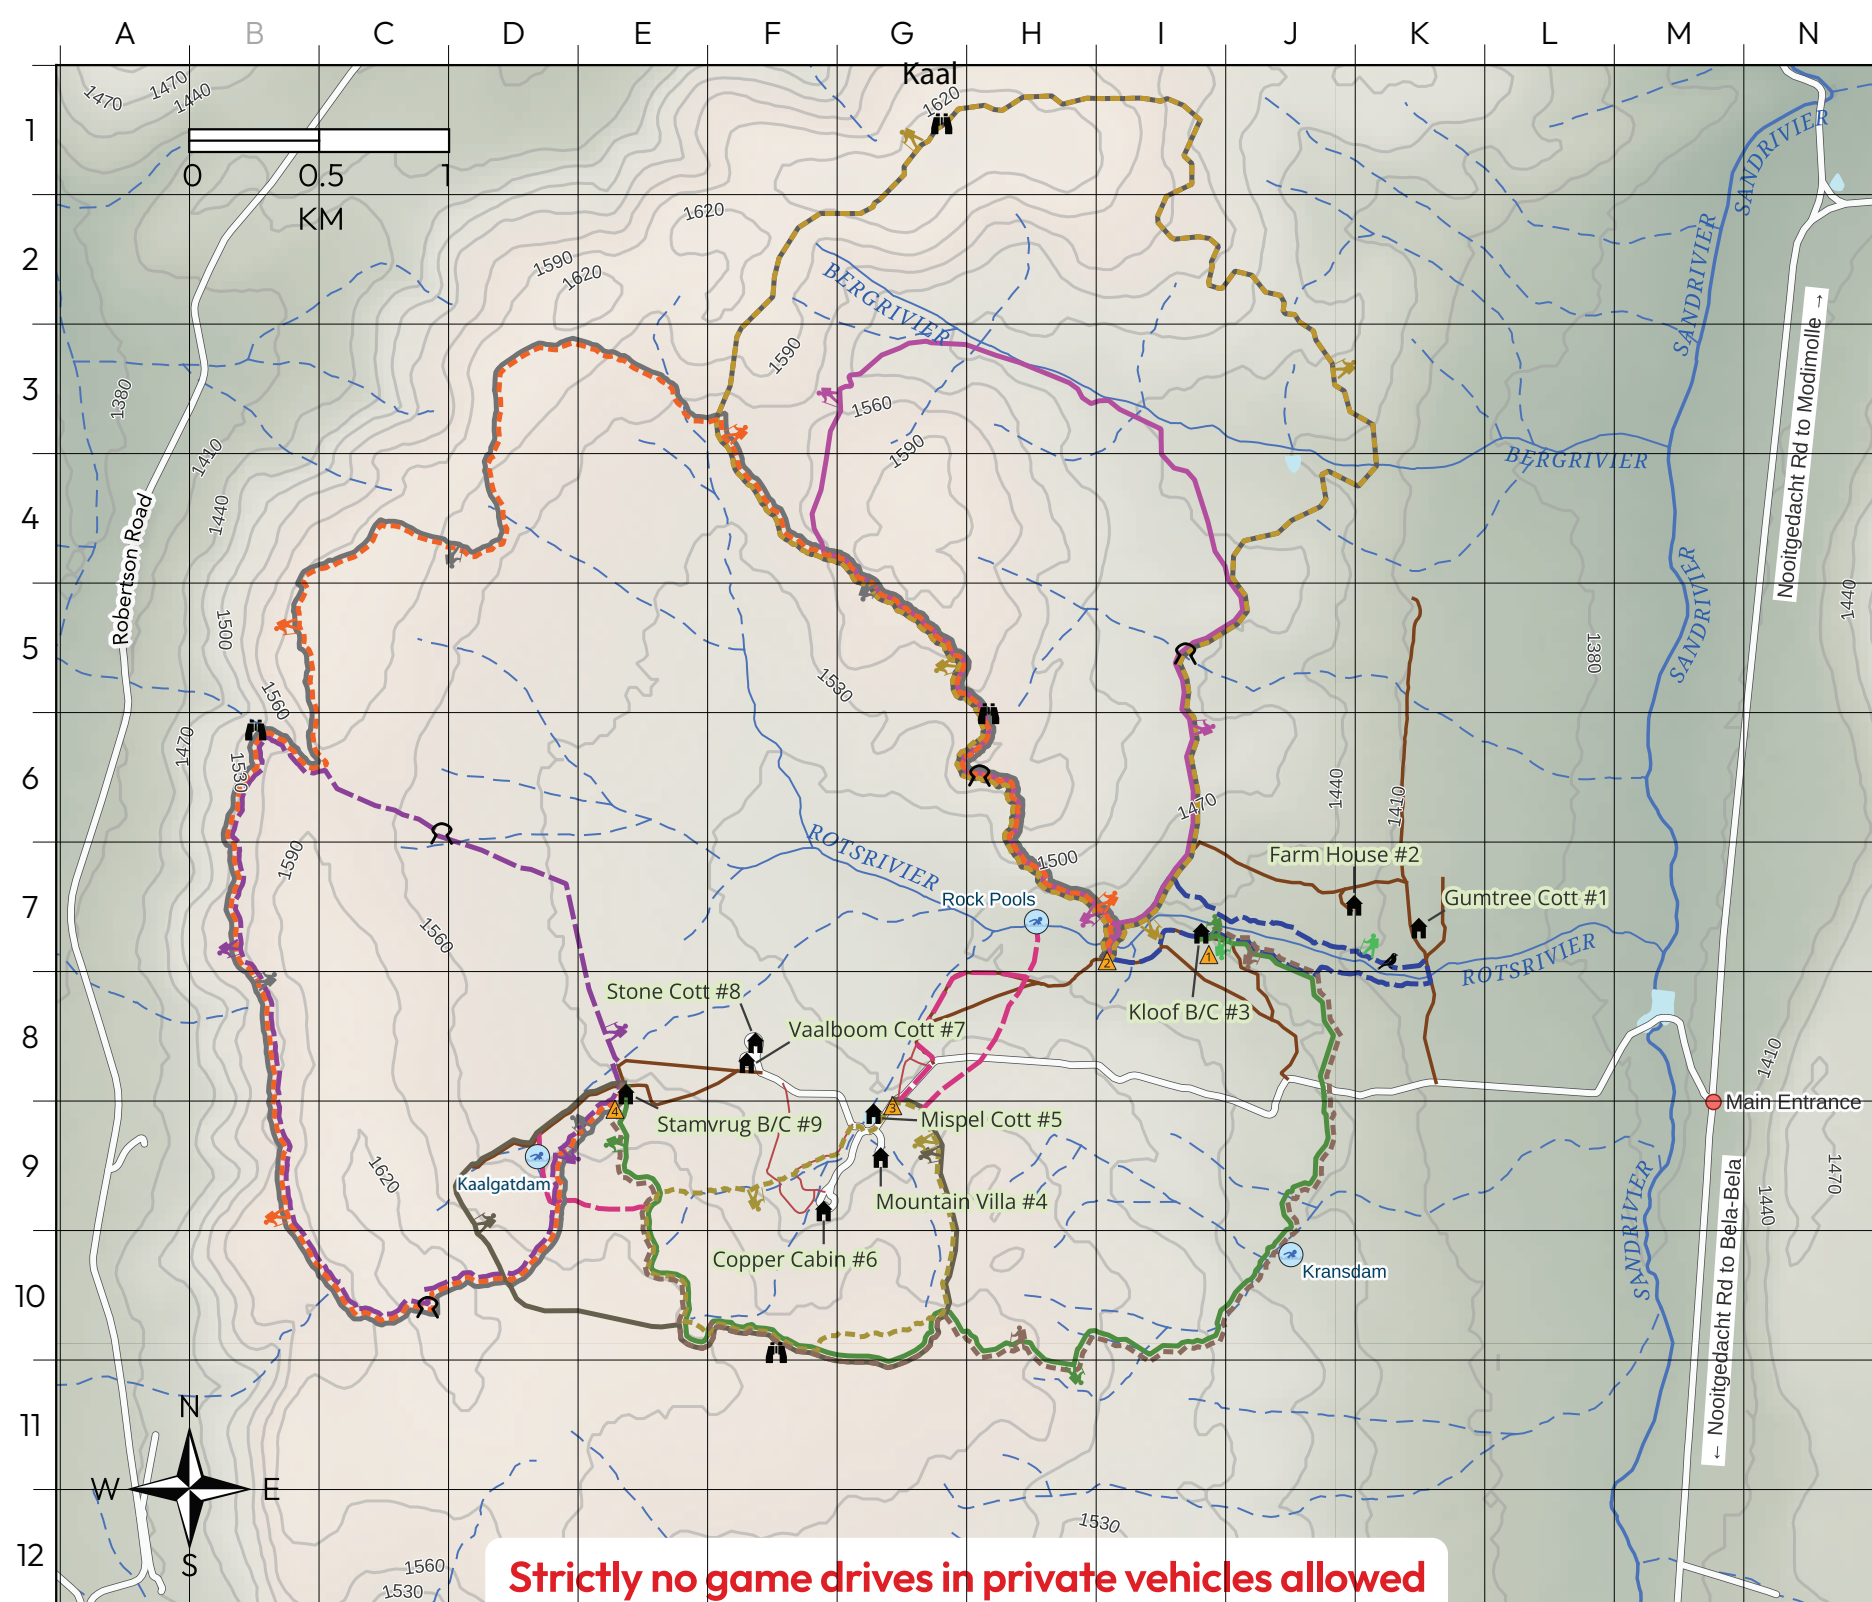 A B C D E F G H I J K L M N
1
2
3
4
5
6
7
8
9
10
11
12
0 0.5 1
KM
Kaal
1470
1470
1440
1620
1620
1590
1620
1590
1560
1590
1380
1410
1440
1500
1560
1470
1530
1590
1560
1620
1530
1500
1470
1440
1410
1380
1440
1410
1440
1470
1530
1560
1530
SANDRIVIER
SANDRIVIER
SANDRIVIER
SANDRIVIER
SANDRIVIER
BERGRIVIER
BERGRIVIER
ROTSRIVIER
ROTSRIVIER
Robertson Road
Nooitgedacht Rd to Modimolle →
← Nooitgedacht Rd to Bela-Bela
Farm House #2
Gumtree Cott #1
Rock Pools
Kloof B/C #3
Stone Cott #8
Vaalboom Cott #7
Stamvrug B/C #9
Mispel Cott #5
Mountain Villa #4
Copper Cabin #6
Kaalgatdam
Kransdam
Main Entrance
1
2
3
4
N
W E
S
Strictly no game drives in private vehicles allowed